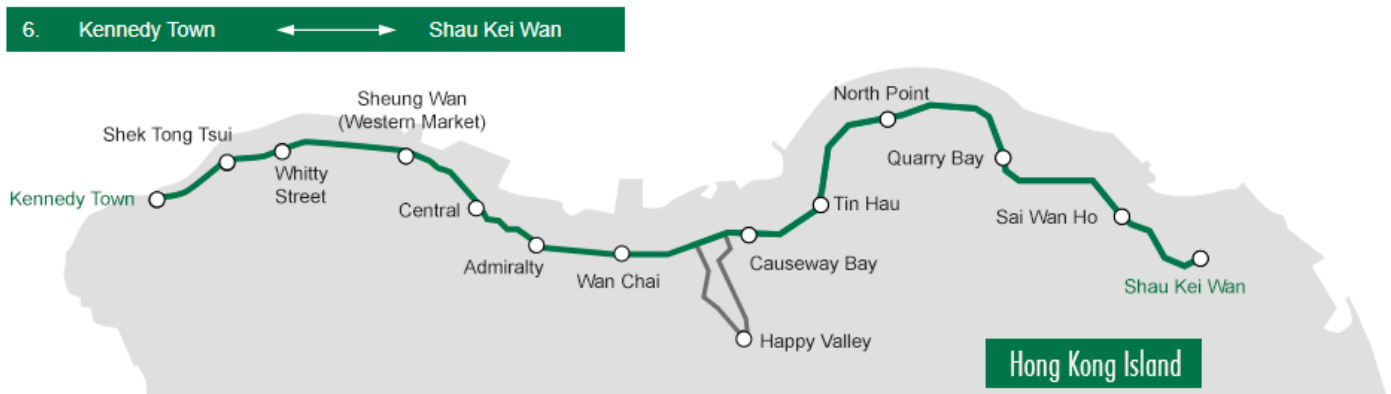 6. Kennedy Town Shau Kei Wan
Sheung Wan
(Western Market)
North Point
Shek Tong Tsui
Quarry Bay
Whitty
Street
Kennedy Town
Central
Tin Hau
Sai Wan Ho
Admiralty
Wan Chai
Causeway Bay
Shau Kei Wan
Happy Valley
Hong Kong Island